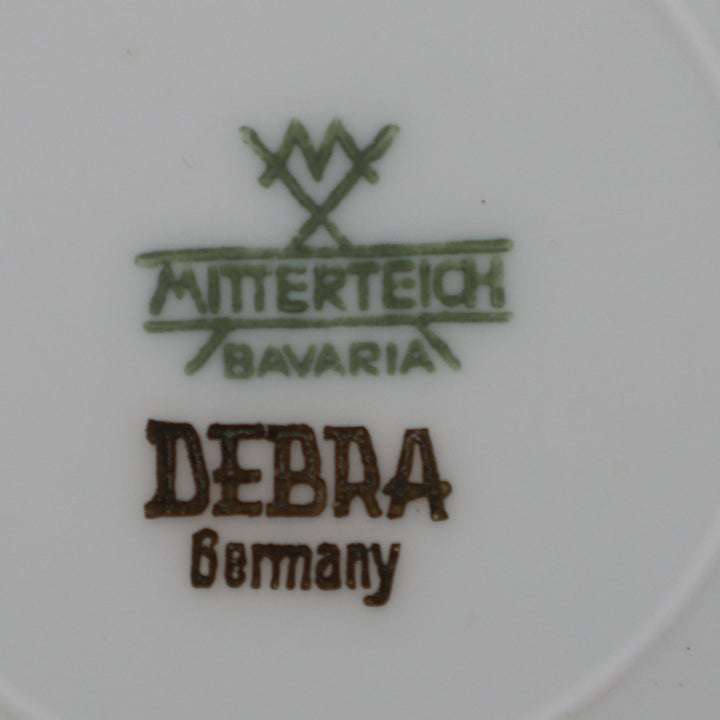 M
MITTERTEICH
BAVARIA
DEBRA
Germany